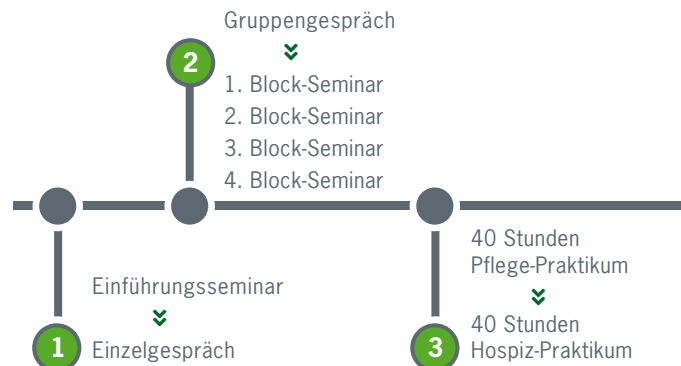 Gruppengespräch
2
1. Block-Seminar
2. Block-Seminar
3. Block-Seminar
4. Block-Seminar
Einführungsseminar
1
Einzelgespräch
40 Stunden
Pflege-Praktikum
3
40 Stunden
Hospiz-Praktikum